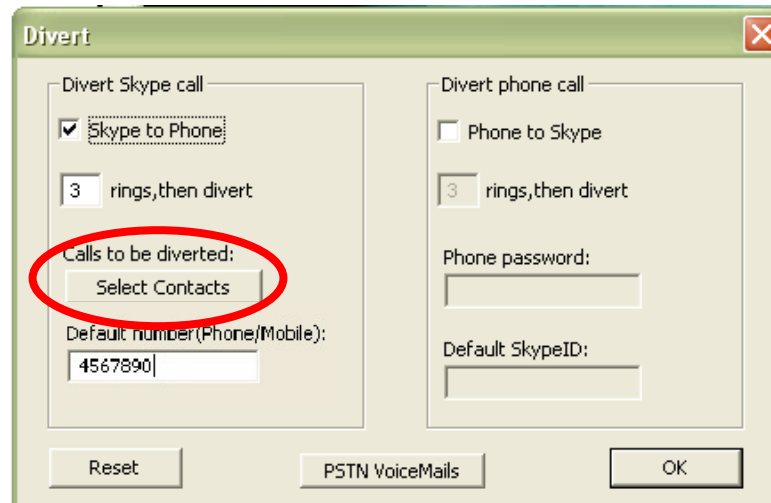 Divert
Divert Skype call
Skype to Phone
3 rings,then divert
Calls to be diverted:
Select Contacts
Default number(Phone/Mobile):
4567890
Divert phone call
Phone to Skype
3 rings,then divert
Phone password:
Default SkypeID:
Reset
PSTN VoiceMails
OK